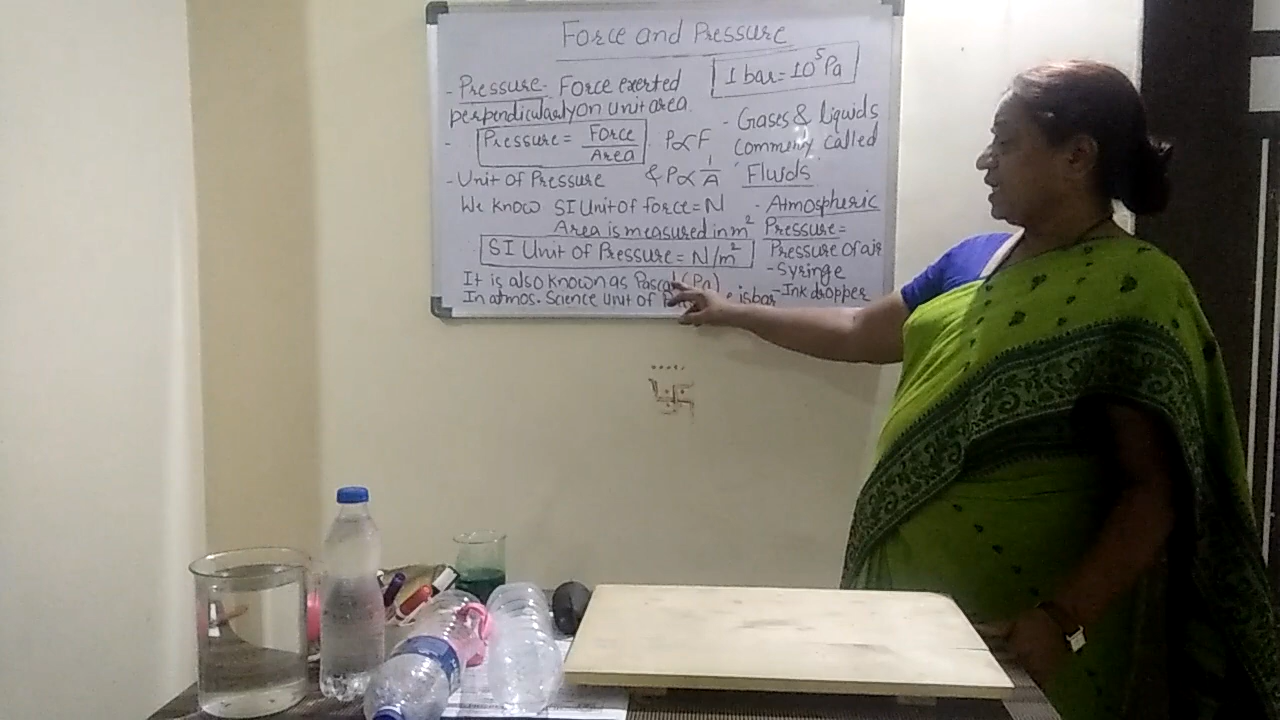 Force and Pressure
- Pressure- Force exerted
perpendicularly on unit area.
- Pressure = Force
Area
P∝F
& P∝ 1/A
- Unit of Pressure
We know SI Unit of force = N
Area is measured in m²
SI Unit of Pressure = N/m²
It is also known as Pascal (Pa)
In atmos. Science unit of is bar
1 bar = 10⁵ Pa
- Gases & liquids
called
'Fluids'
- Atmospheric
Pressure =
Pressure of air
- Syringe
- Ink dropper